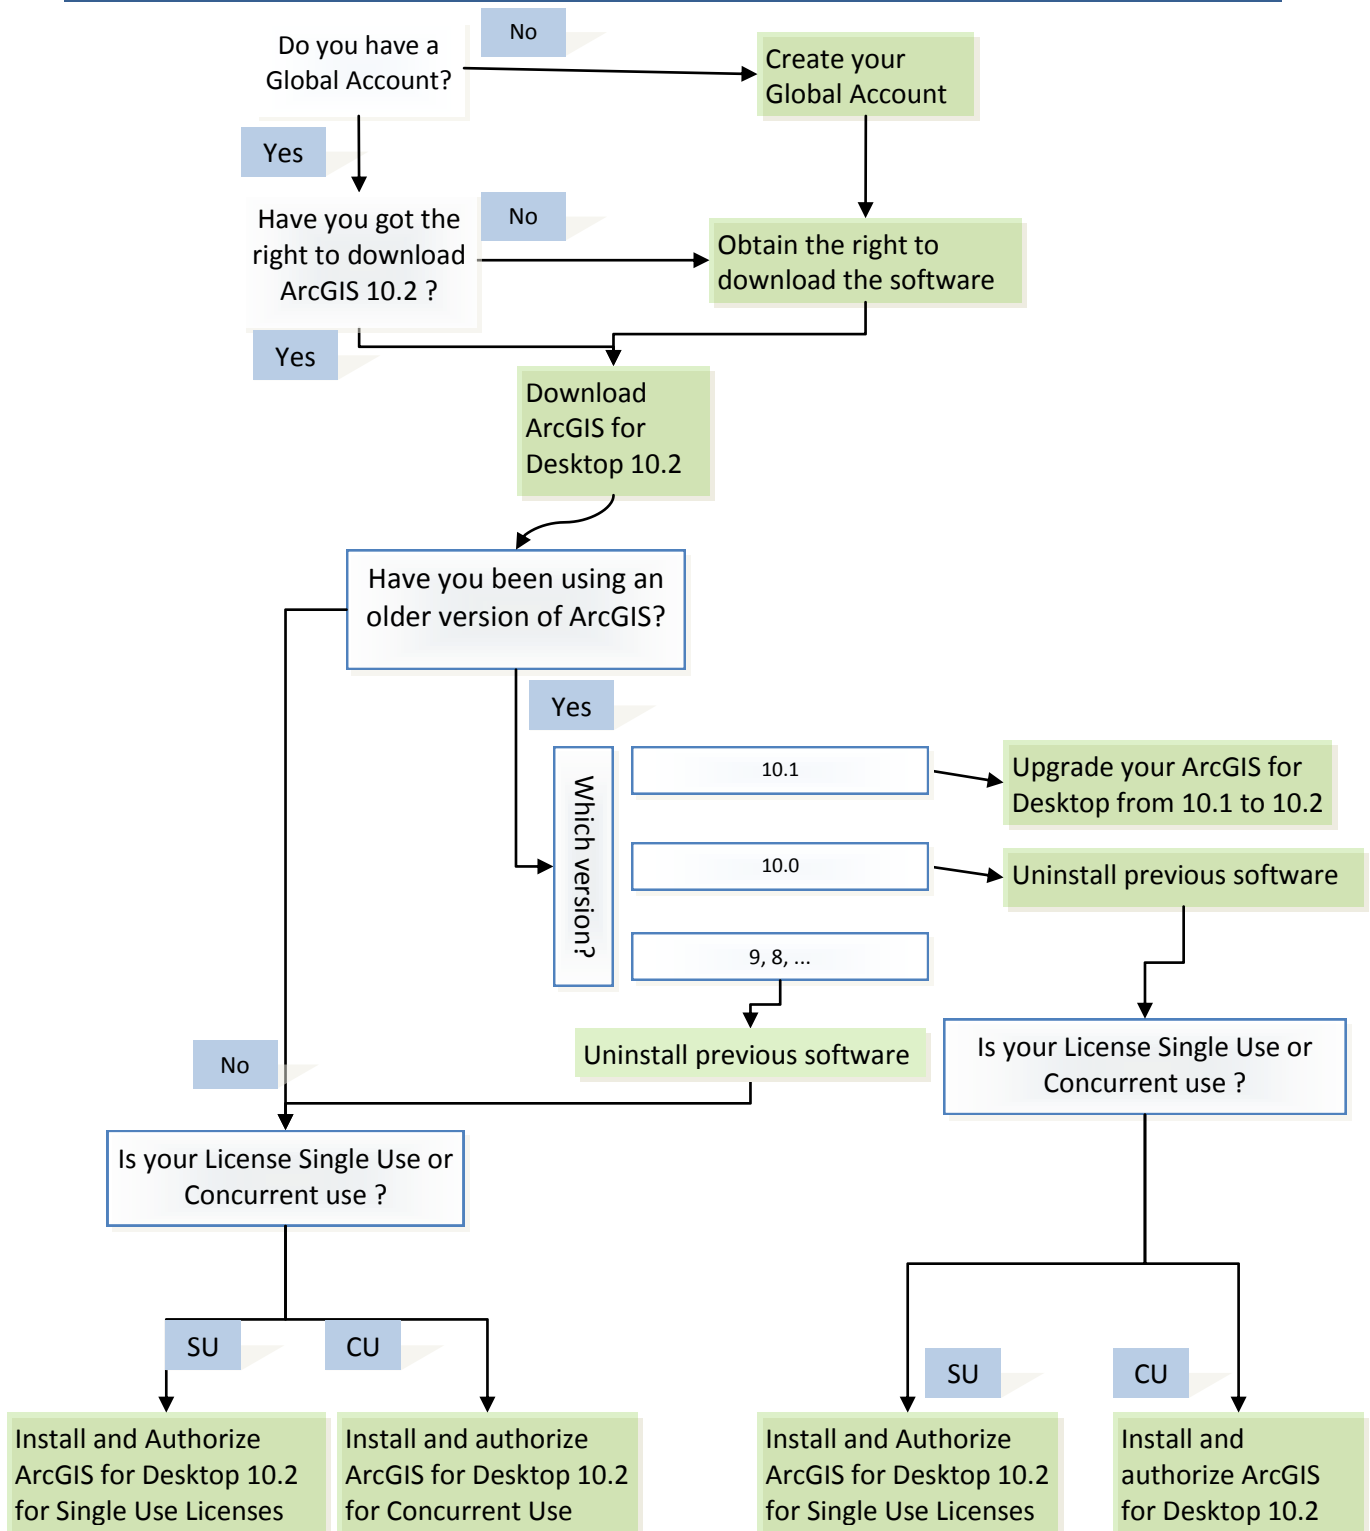 Do you have a
Global Account?
No
Create your
Global Account
Yes
Have you got the
right to download
ArcGIS 10.2 ?
No
Obtain the right to
download the software
Yes
Download
ArcGIS for
Desktop 10.2
Have you been using an
older version of ArcGIS?
Yes
Which version?
10.1
Upgrade your ArcGIS for
Desktop from 10.1 to 10.2
10.0
Uninstall previous software
9, 8, ...
Uninstall previous software
Is your License Single Use or
Concurrent use ?
No
Is your License Single Use or
Concurrent use ?
SU
CU
SU
CU
Install and Authorize
ArcGIS for Desktop 10.2
for Single Use Licenses
Install and authorize
ArcGIS for Desktop 10.2
for Concurrent Use
Install and Authorize
ArcGIS for Desktop 10.2
for Single Use Licenses
Install and
authorize ArcGIS
for Desktop 10.2